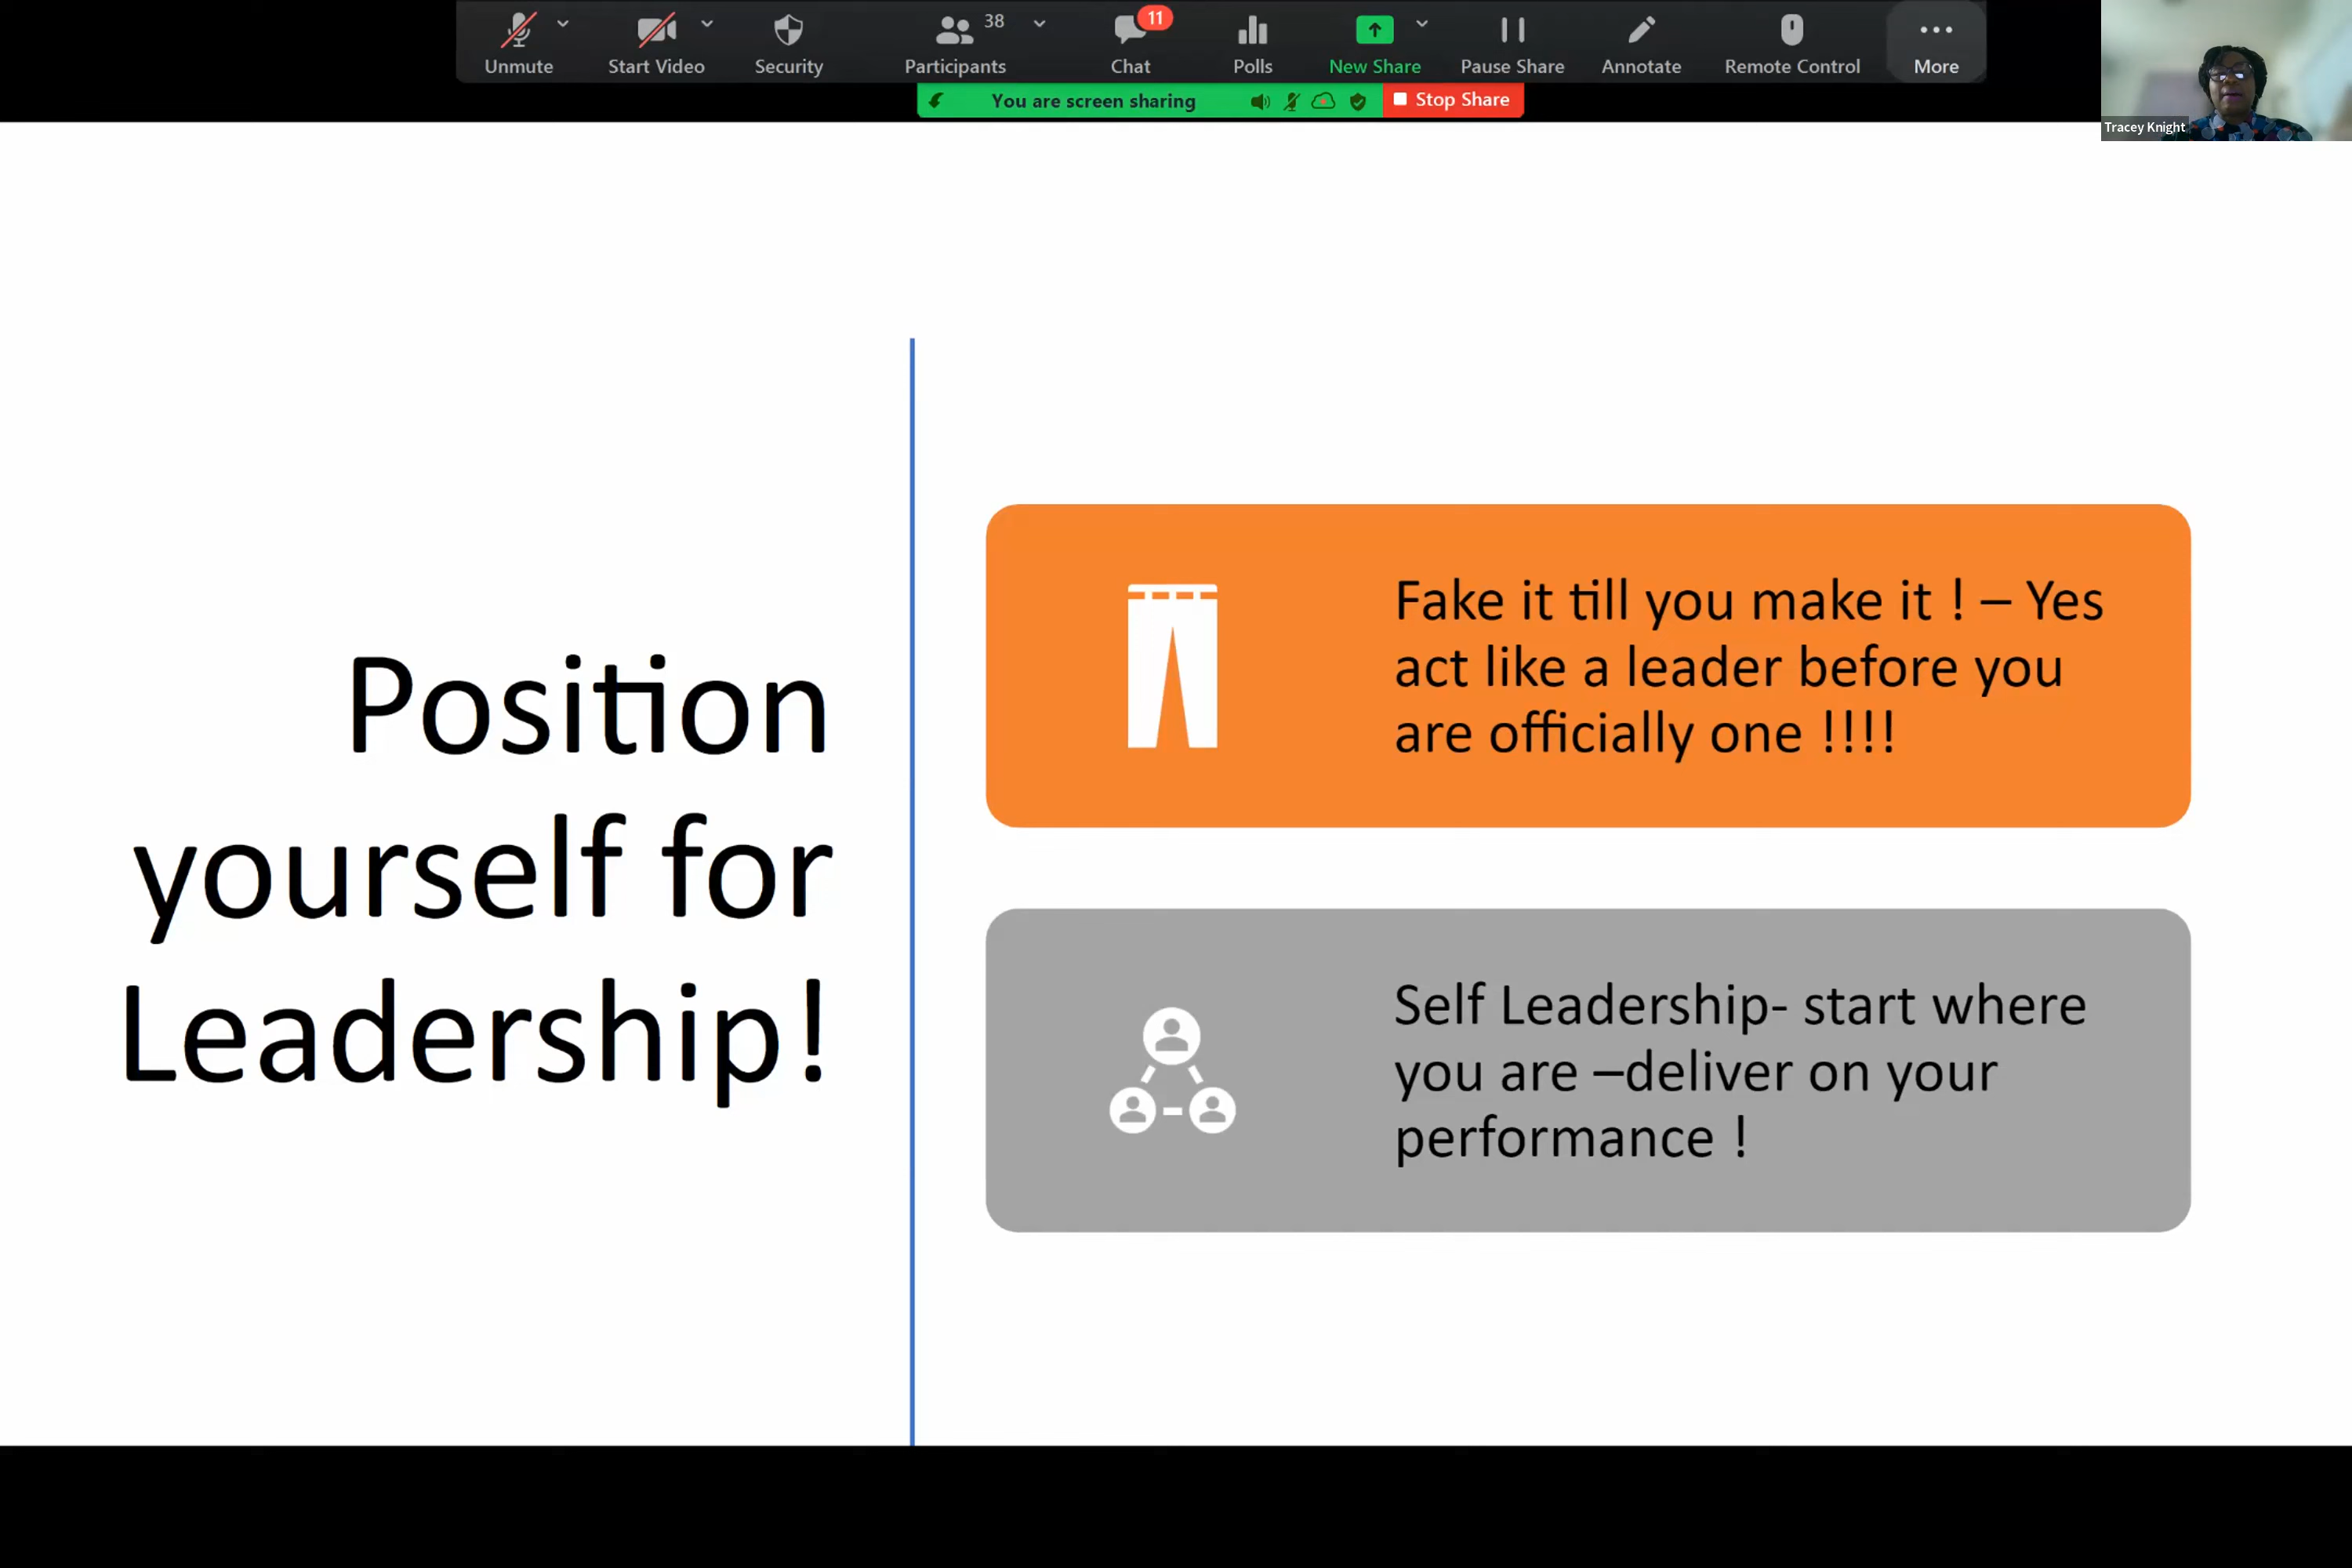 Unmute
Start Video
Security
Participants 38
Chat 11
Polls
New Share
Pause Share
Annotate
Remote Control
More
You are screen sharing
Stop Share
Tracey Knight
Position
yourself for
Leadership!
Fake it till you make it ! – Yes
act like a leader before you
are officially one !!!!
Self Leadership- start where
you are –deliver on your
performance !